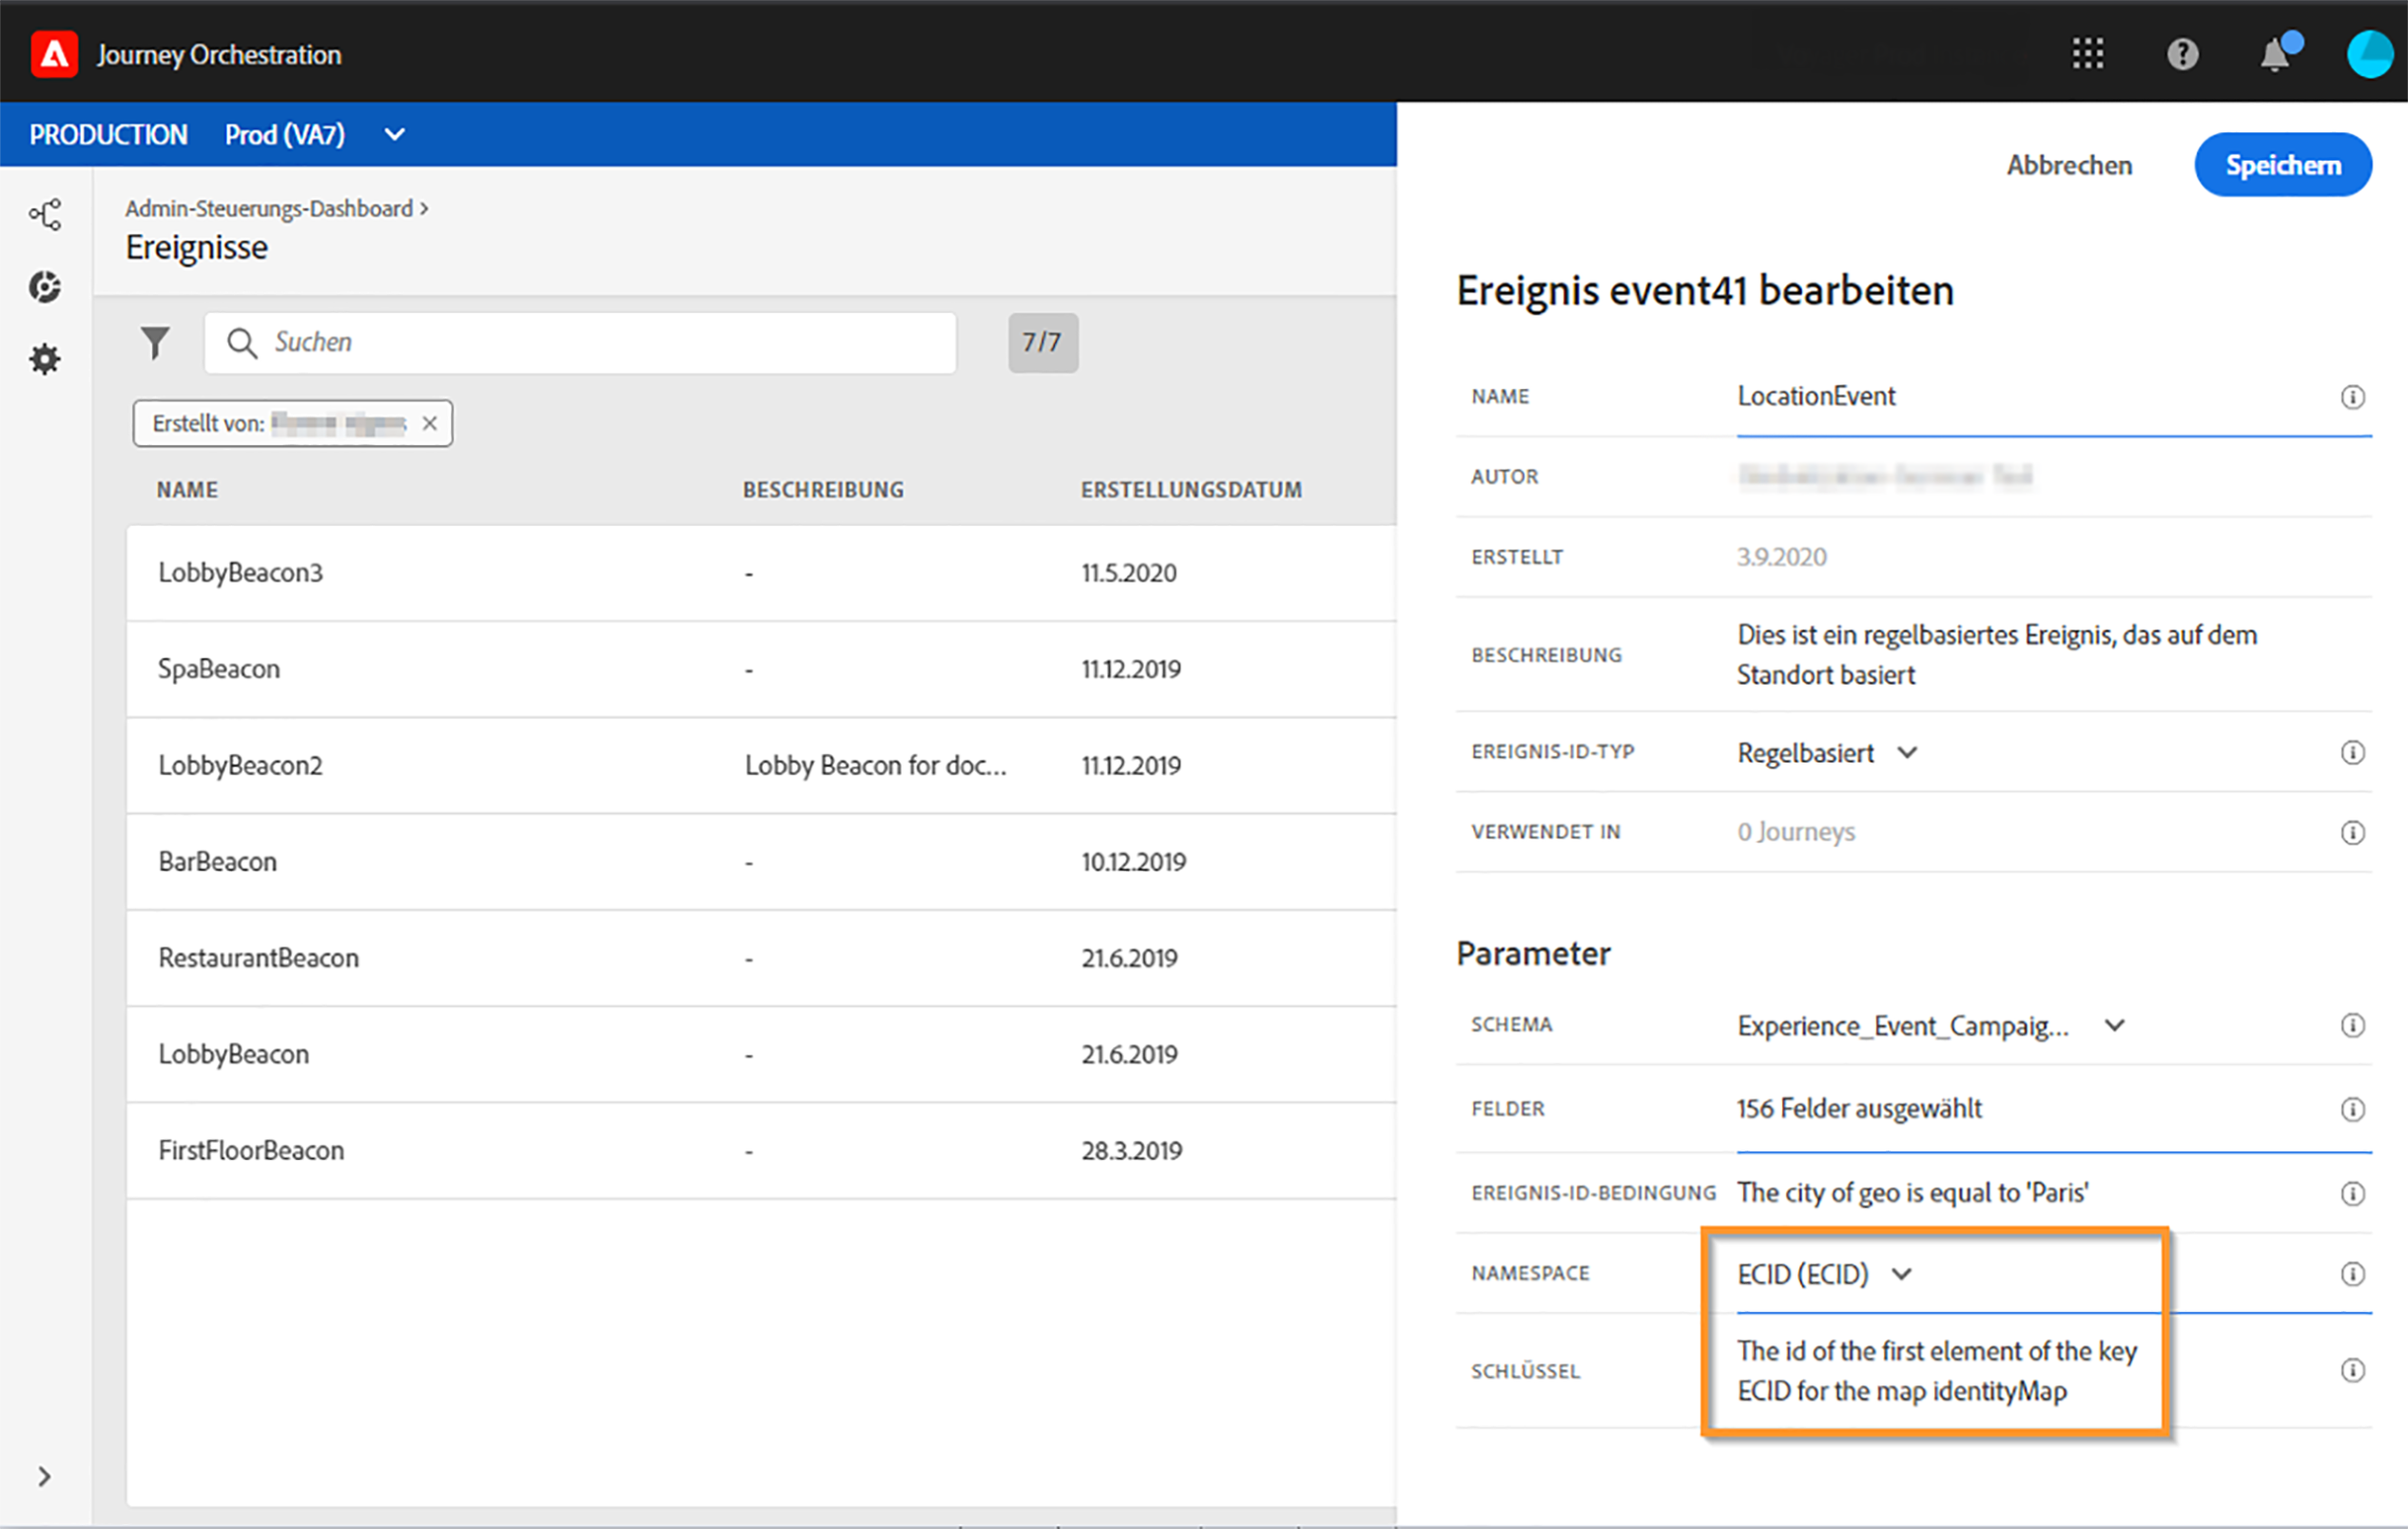 Journey Orchestration
PRODUCTION Prod (VA7)
Admin-Steuerungs-Dashboard >
Ereignisse
Suchen
7/7
Erstellt von:
NAME BESCHREIBUNG ERSTELLUNGSDATUM
LobbyBeacon3 - 11.5.2020
SpaBeacon - 11.12.2019
LobbyBeacon2 Lobby Beacon for doc... 11.12.2019
BarBeacon - 10.12.2019
RestaurantBeacon - 21.6.2019
LobbyBeacon - 21.6.2019
FirstFloorBeacon - 28.3.2019
Abbrechen Speichern
Ereignis event41 bearbeiten
NAME LocationEvent
AUTOR
ERSTELLT 3.9.2020
BESCHREIBUNG Dies ist ein regelbasiertes Ereignis, das auf dem
Standort basiert
EREIGNIS-ID-TYP Regelbasiert
VERWENDET IN 0 Journeys
Parameter
SCHEMA Experience_Event_Campaig...
FELDER 156 Felder ausgewählt
EREIGNIS-ID-BEDINGUNG The city of geo is equal to 'Paris'
NAMESPACE ECID (ECID)
SCHLÜSSEL The id of the first element of the key
ECID for the map identityMap